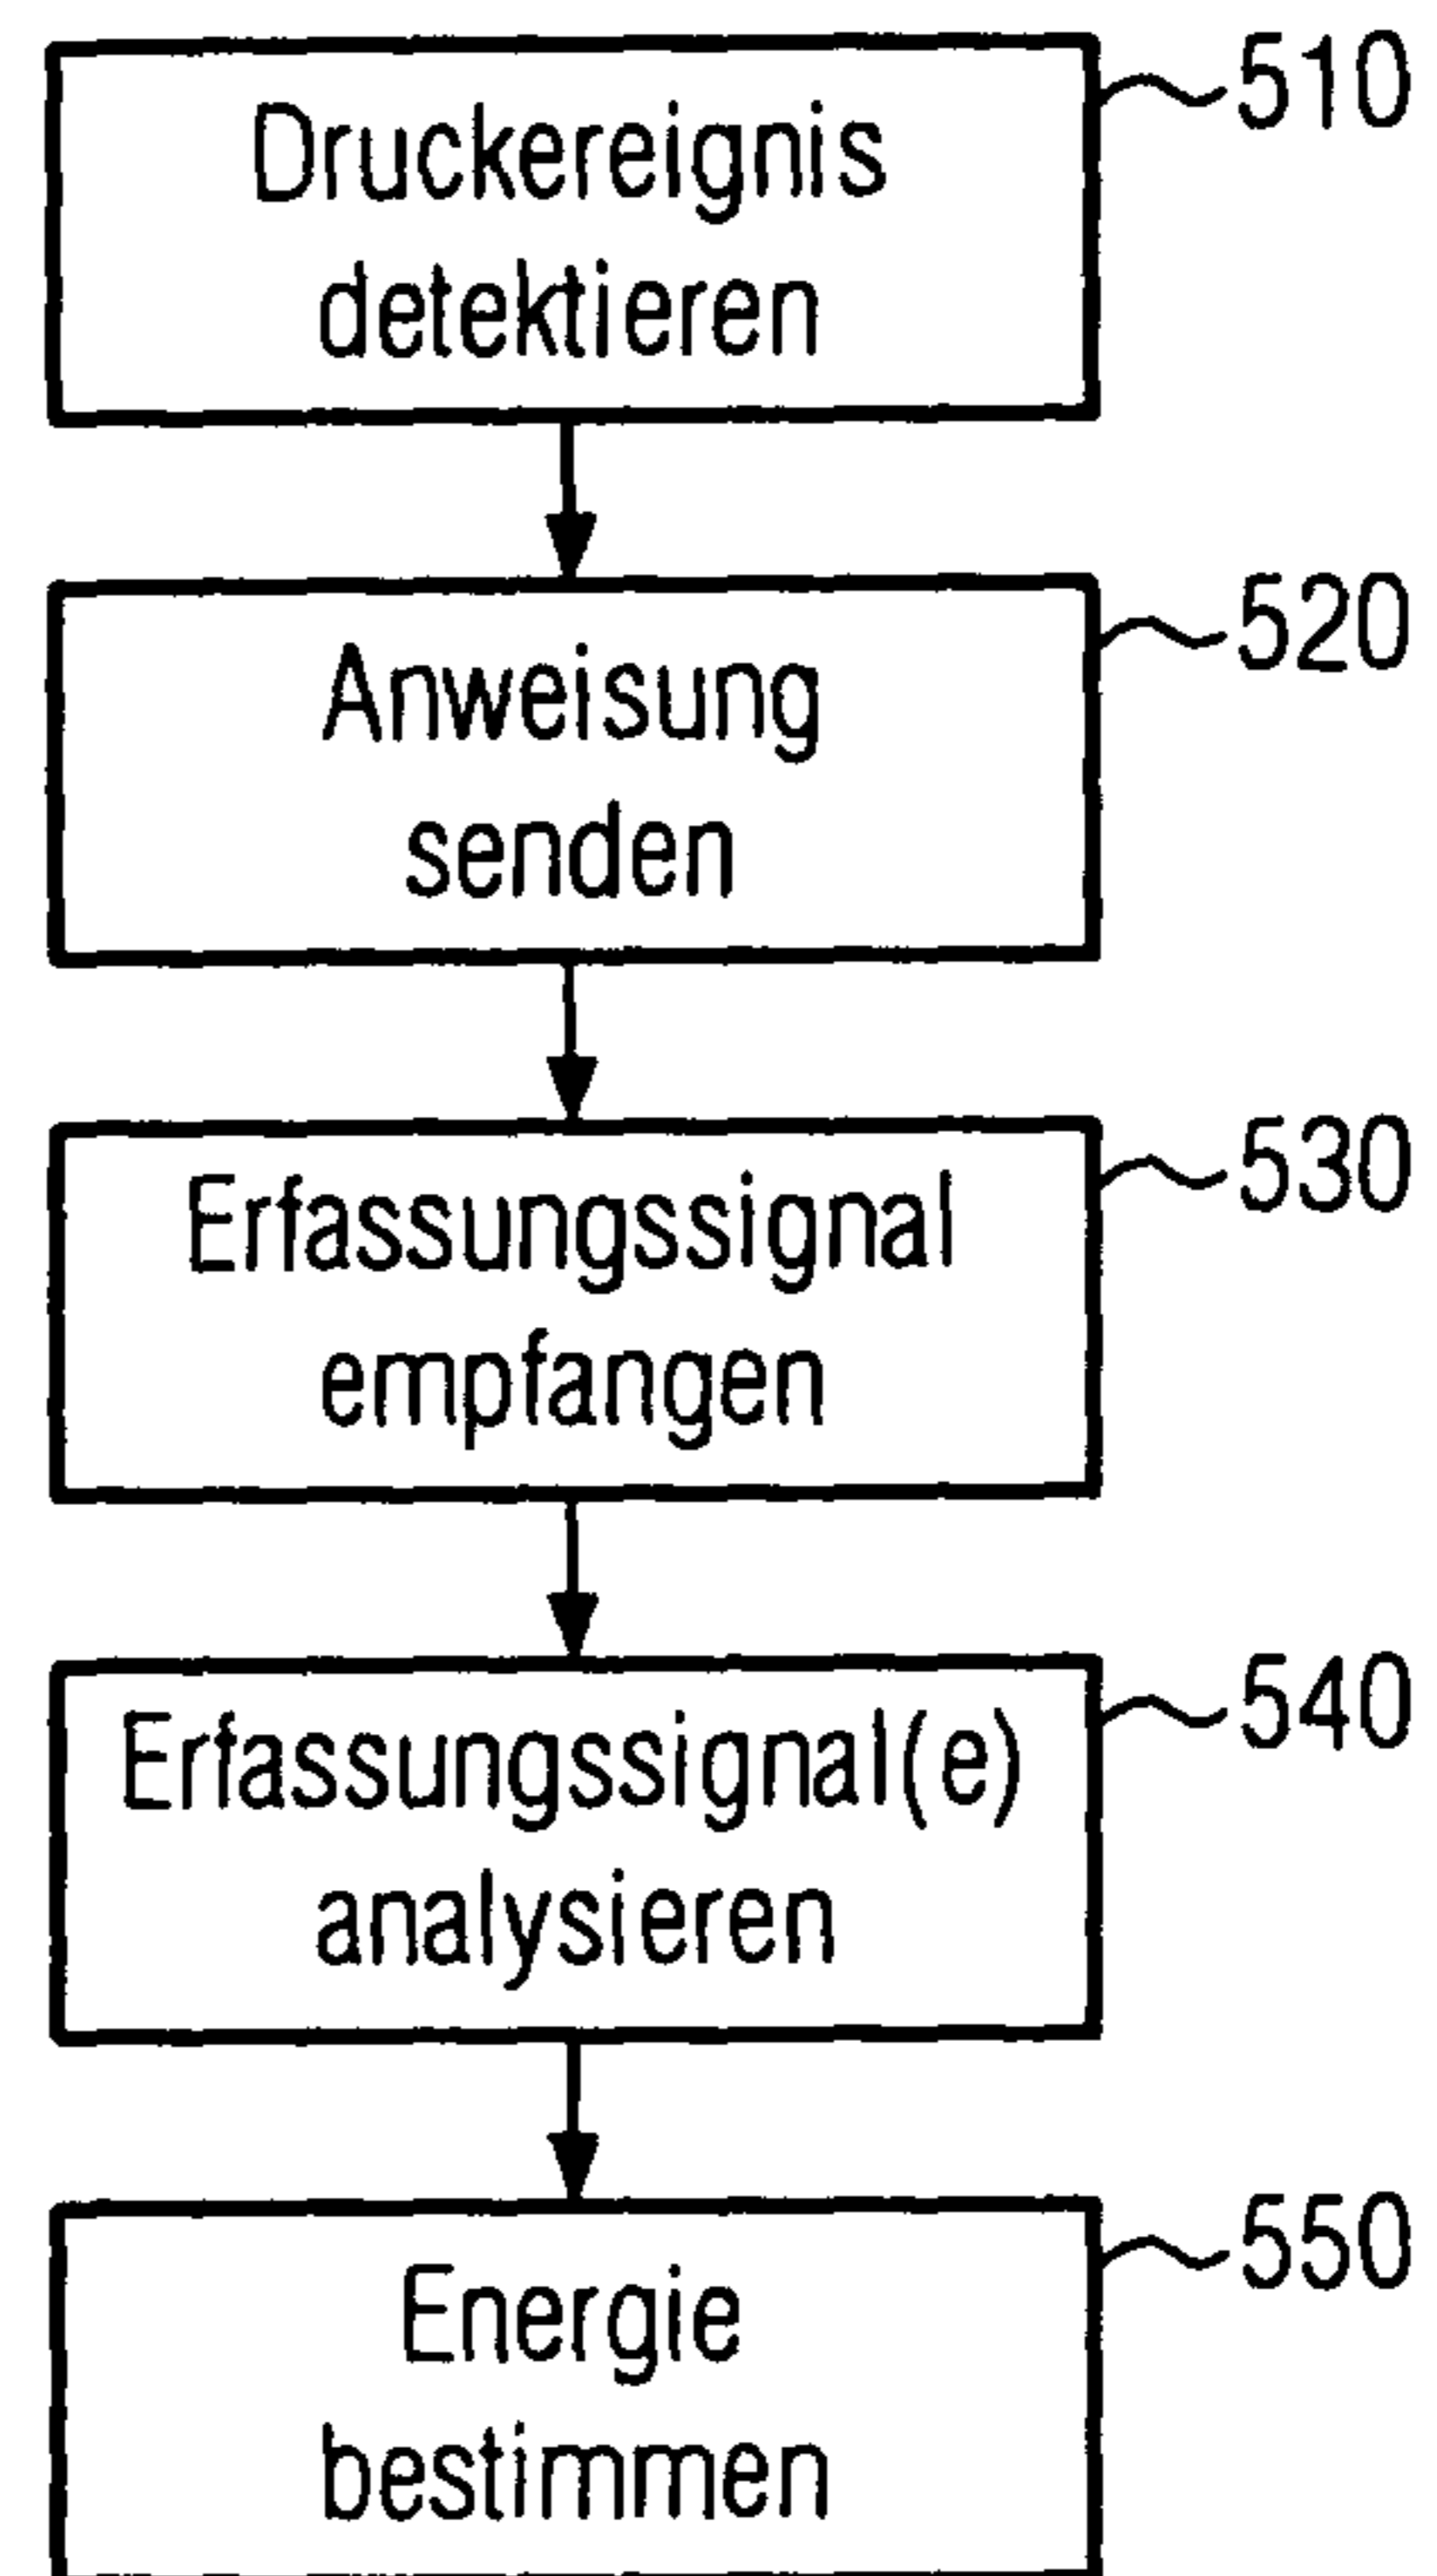 Druckereignis
detektieren
510
Anweisung
senden
520
Erfassungssignal
empfangen
530
Erfassungssignal(e)
analysieren
540
Energie
bestimmen
550